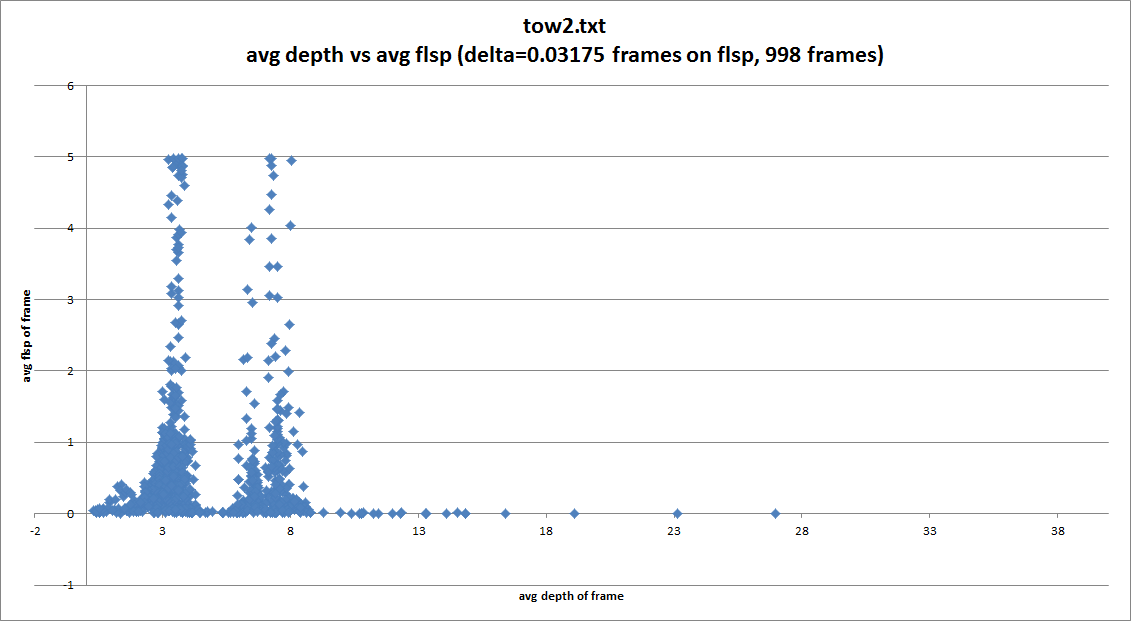 tow2.txt
avg depth vs avg flsp (delta=0.03175 frames on flsp, 998 frames)
6
5
4
3
2
1
0
-1
avg flsp of frame
-2 3 8 13 18 23 28 33 38
avg depth of frame